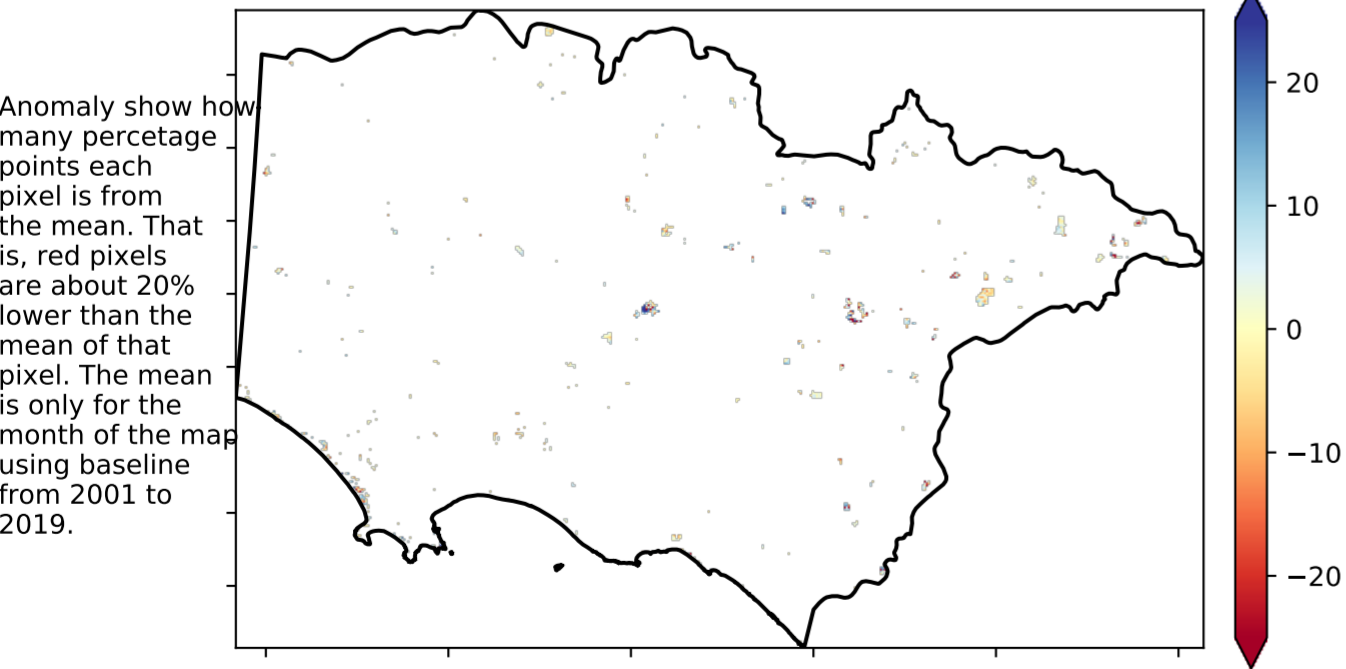 Anomaly show how
many percetage
points each
pixel is from
the mean. That
is, red pixels
are about 20%
lower than the
mean of that
pixel. The mean
is only for the
month of the map
using baseline
from 2001 to
2019.
20
10
0
−10
−20